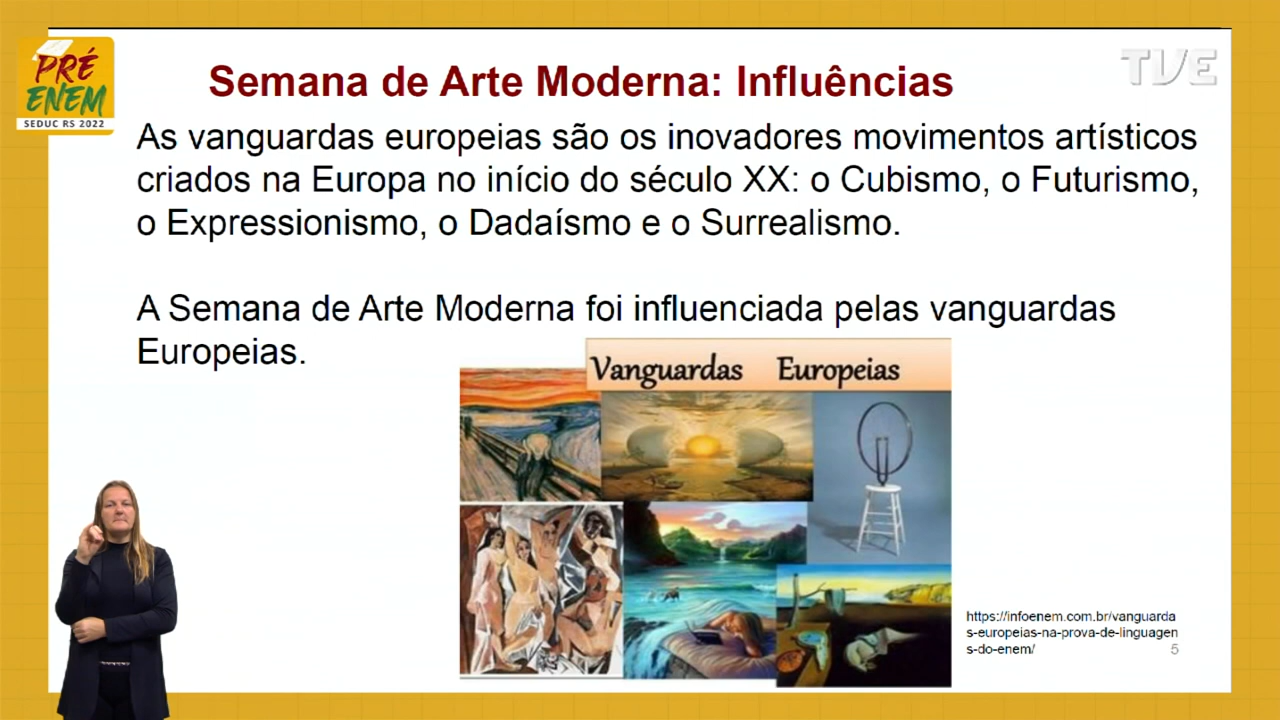 PRÉ
ENEM
SEDUC RS 2022
TVE
Semana de Arte Moderna: Influências
As vanguardas europeias são os inovadores movimentos artísticos
criados na Europa no início do século XX: o Cubismo, o Futurismo,
o Expressionismo, o Dadaísmo e o Surrealismo.
A Semana de Arte Moderna foi influenciada pelas vanguardas
Europeias.
Vanguardas Europeias
https://infoenem.com.br/vanguarda
s-europeias-na-prova-de-linguagen
s-do-enem/
5